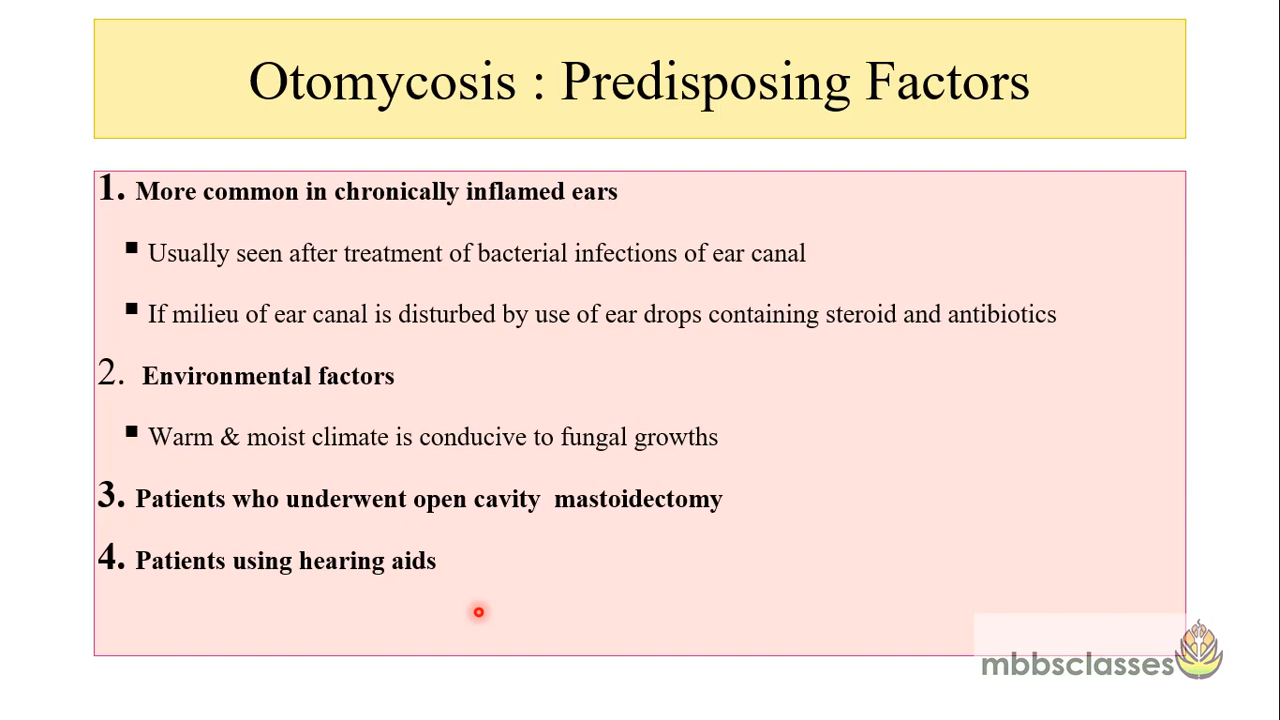 Otomycosis : Predisposing Factors
1. More common in chronically inflamed ears
▪ Usually seen after treatment of bacterial infections of ear canal
▪ If milieu of ear canal is disturbed by use of ear drops containing steroid and antibiotics
2. Environmental factors
▪ Warm & moist climate is conducive to fungal growths
3. Patients who underwent open cavity mastoidectomy
4. Patients using hearing aids
mbbsclasses